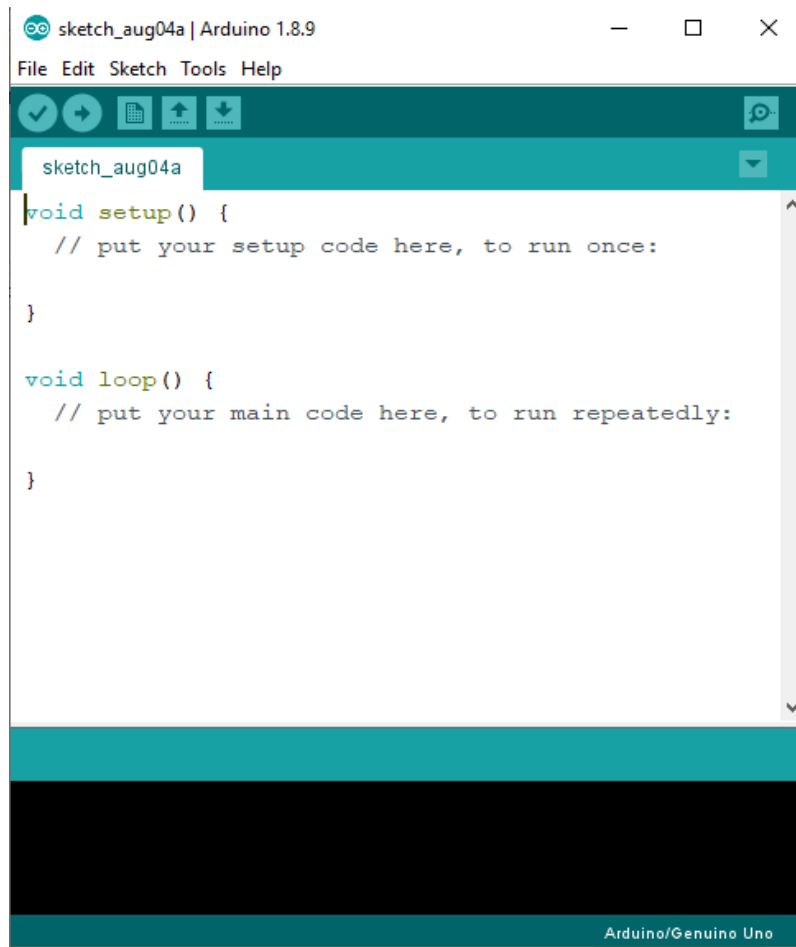 sketch_aug04a | Arduino 1.8.9
File Edit Sketch Tools Help
sketch_aug04a
void setup() {
  // put your setup code here, to run once:
}
void loop() {
  // put your main code here, to run repeatedly:
}
Arduino/Genuino Uno